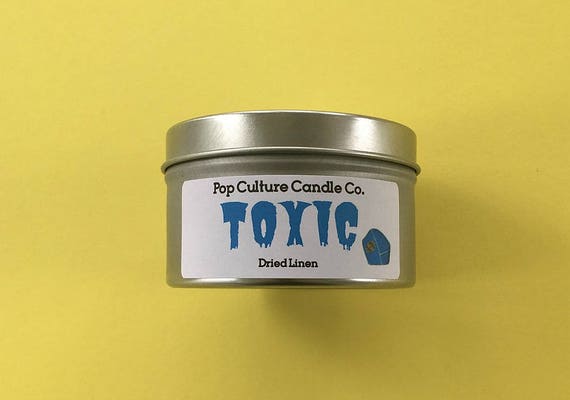 Pop Culture Candle Co.
TOXIC
Dried Linen